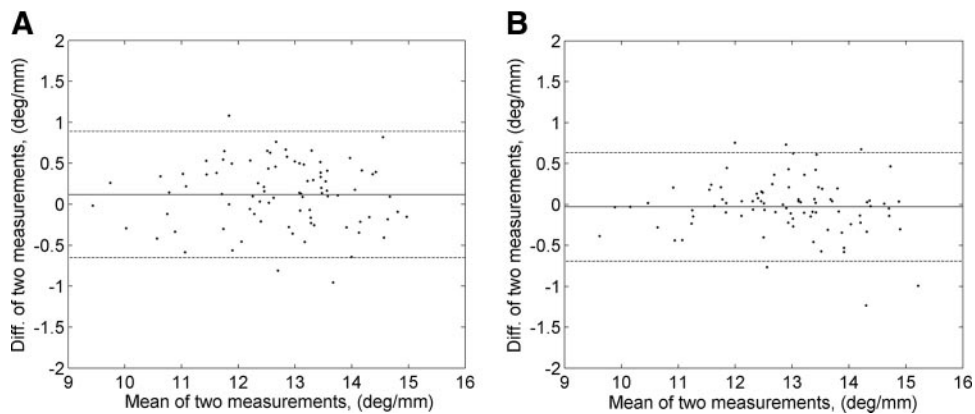 A
Diff. of two measurements, (deg/mm)
2
1.5
1
0.5
0
-0.5
-1
-1.5
-2
9 10 11 12 13 14 15 16
Mean of two measurements, (deg/mm)
B
Diff. of two measurements, (deg/mm)
2
1.5
1
0.5
0
-0.5
-1
-1.5
-2
9 10 11 12 13 14 15 16
Mean of two measurements, (deg/mm)